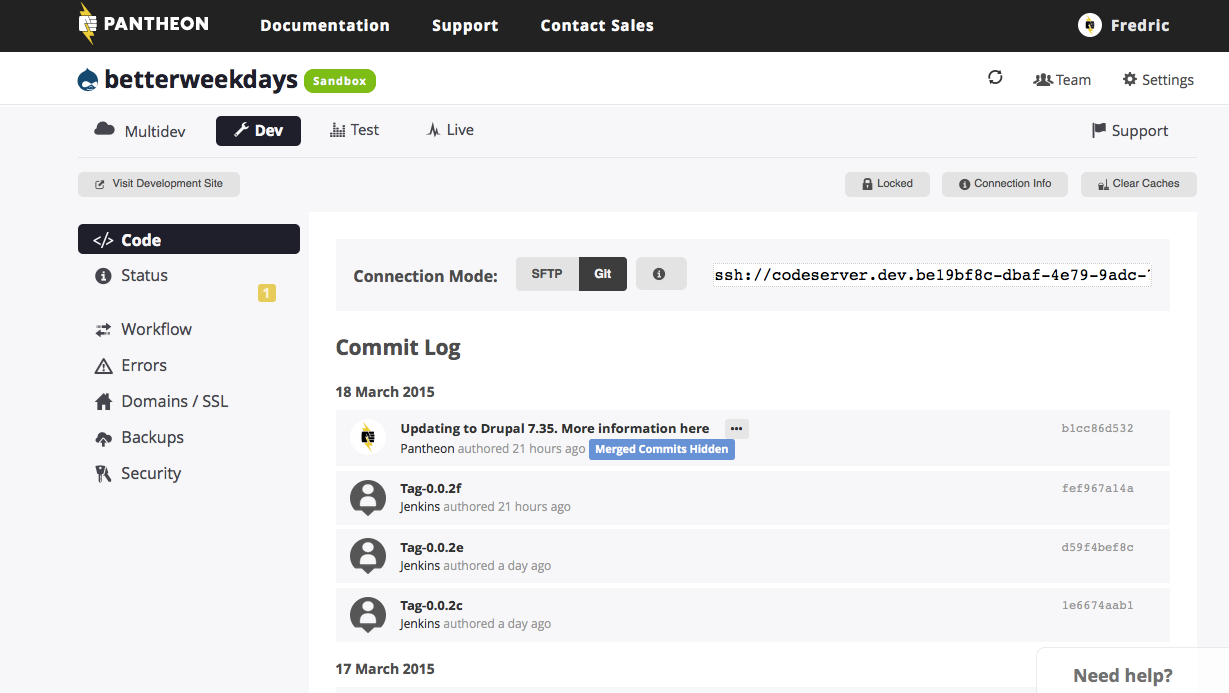 PANTHEON Documentation Support Contact Sales Fredric
betterweekdays Sandbox Team Settings
Multidev Dev Test Live Support
Visit Development Site Locked Connection Info Clear Caches
</> Code
Status
1
Workflow
Errors
Domains / SSL
Backups
Security
Connection Mode: SFTP Git ssh://codeserver.dev.be19bf8c-dbaf-4e79-9adc-
Commit Log
18 March 2015
Updating to Drupal 7.35. More information here ••• b1cc86d532
Pantheon authored 21 hours ago Merged Commits Hidden
Tag-0.0.2f fef967a14a
Jenkins authored 21 hours ago
Tag-0.0.2e d59f4bef8c
Jenkins authored a day ago
Tag-0.0.2c 1e6674aab1
Jenkins authored a day ago
17 March 2015
Need help?